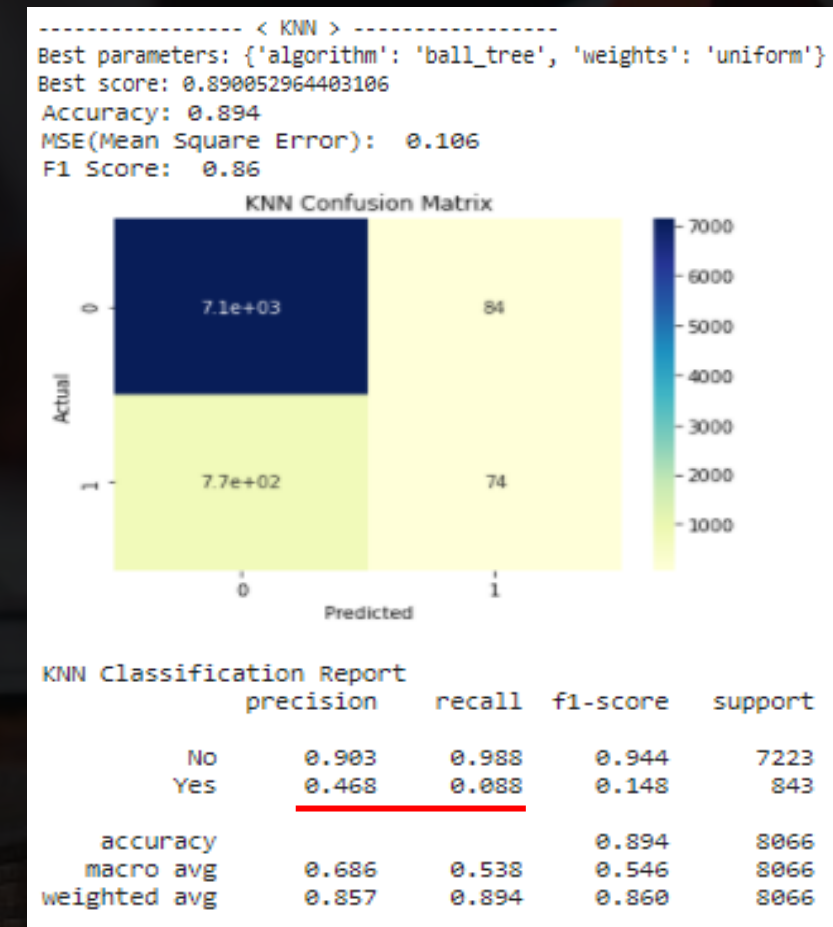 ----------------- < KNN > -----------------
Best parameters: {'algorithm': 'ball_tree', 'weights': 'uniform'}
Best score: 0.890052964403106
Accuracy: 0.894
MSE(Mean Square Error): 0.106
F1 Score: 0.86
KNN Confusion Matrix
7000
6000
5000
4000
3000
2000
1000
Actual
0 7.1e+03 84
1 7.7e+02 74
0 1
Predicted
KNN Classification Report
precision recall f1-score support
No 0.903 0.988 0.944 7223
Yes 0.468 0.088 0.148 843
accuracy 0.894 8066
macro avg 0.686 0.538 0.546 8066
weighted avg 0.857 0.894 0.860 8066